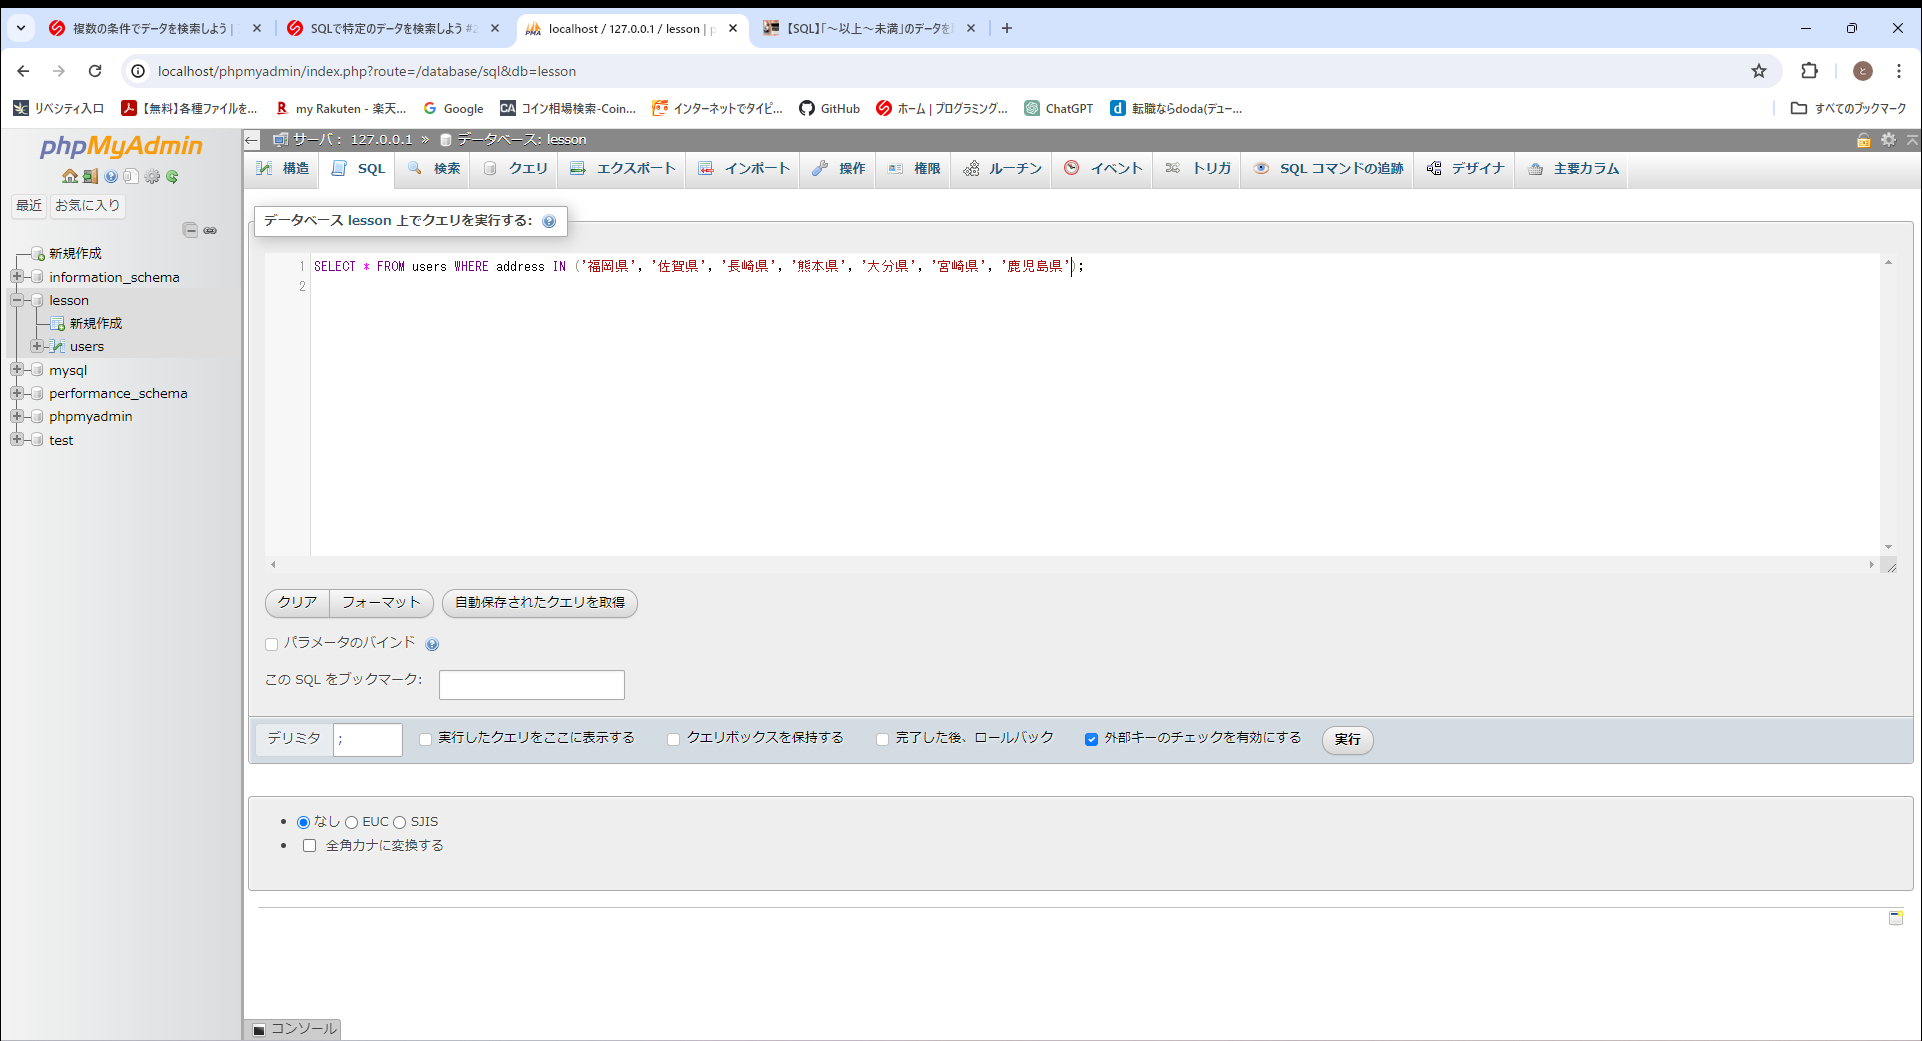 複数の条件でデータを検索しよう |
SQLで特定のデータを検索しよう #2
localhost / 127.0.0.1 / lesson | p
【SQL】「～以上～未満」のデータを
localhost/phpmyadmin/index.php?route=/database/sql&db=lesson
リベシティ入口
【無料】各種ファイルを...
my Rakuten - 楽天...
Google
コイン相場検索-Coin...
インターネットでタイピ...
GitHub
ホーム | プログラミング...
ChatGPT
転職ならdoda(デュー...
すべてのブックマーク
phpMyAdmin
サーバ : 127.0.0.1 » データベース: lesson
構造 SQL 検索 クエリ エクスポート インポート 操作 権限 ルーチン イベント トリガ SQL コマンドの追跡 デザイナ 主要カラム
最近 お気に入り
新規作成
information_schema
lesson
新規作成
users
mysql
performance_schema
phpmyadmin
test
データベース lesson 上でクエリを実行する:
1 SELECT * FROM users WHERE address IN ('福岡県', '佐賀県', '長崎県', '熊本県', '大分県', '宮崎県', '鹿児島県');
2
クリア フォーマット 自動保存されたクエリを取得
パラメータのバインド
この SQL をブックマーク:
デリミタ ; 実行したクエリをここに表示する クエリボックスを保持する 完了した後、ロールバック 外部キーのチェックを有効にする 実行
なし EUC SJIS
全角カナに変換する
コンソール